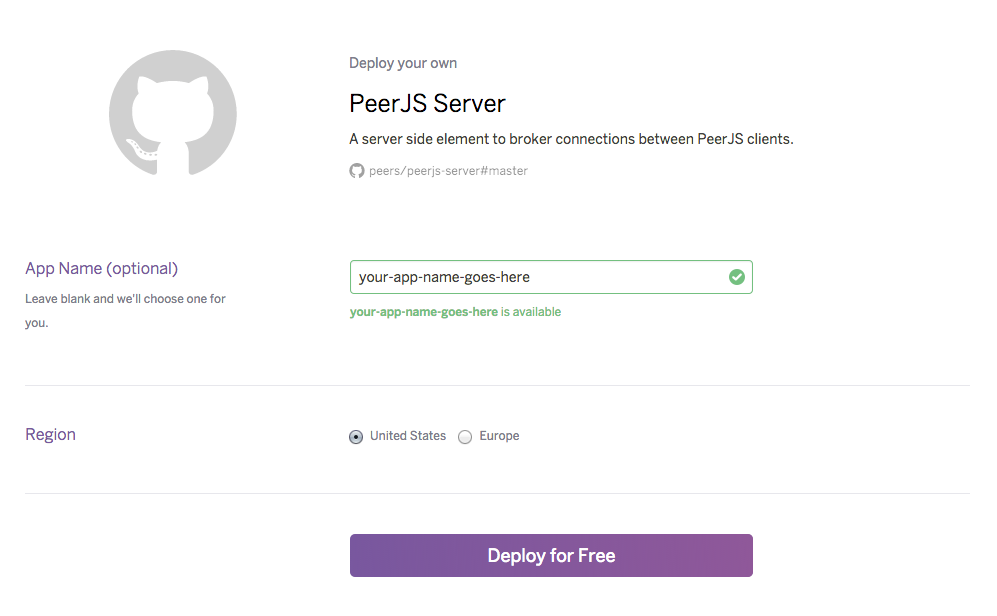 Deploy your own
PeerJS Server
A server side element to broker connections between PeerJS clients.
peers/peerjs-server#master
App Name (optional)
Leave blank and we'll choose one for
you.
your-app-name-goes-here
your-app-name-goes-here is available
Region
United States
Europe
Deploy for Free